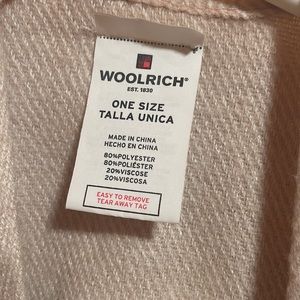 WOOLRICH®
EST. 1830
ONE SIZE
TALLA UNICA
MADE IN CHINA
HECHO EN CHINA
80%POLYESTER
80%POLIÉSTER
20%VISCOSE
20%VISCOSA
EASY TO REMOVE
TEAR AWAY TAG